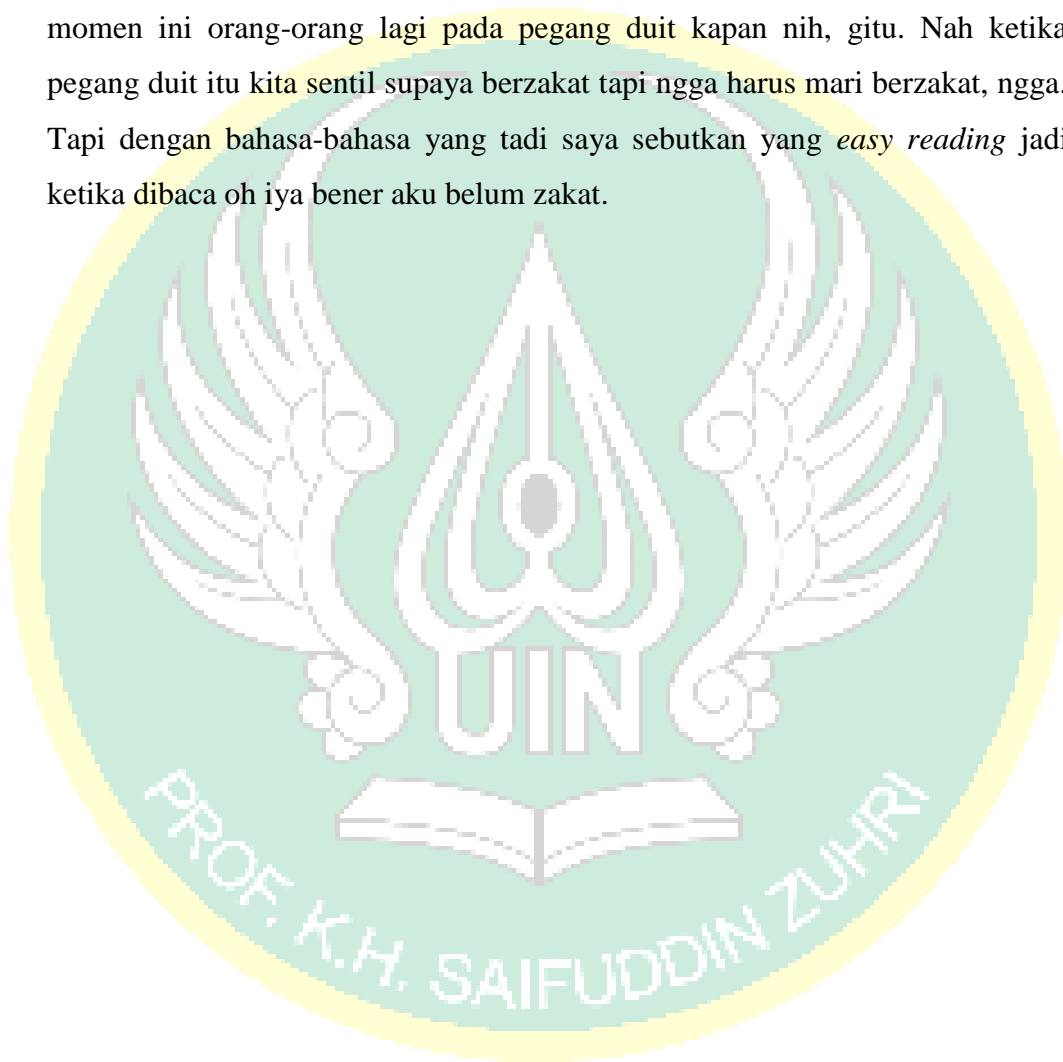 momen ini orang-orang lagi pada pegang duit kapan nih, gitu. Nah ketika
pegang duit itu kita sentil supaya berzakat tapi ngga harus mari berzakat, ngga.
Tapi dengan bahasa-bahasa yang tadi saya sebutkan yang easy reading jadi
ketika dibaca oh iya bener aku belum zakat.
UIN
PROF. K.H. SAIFUDDIN ZUHRI